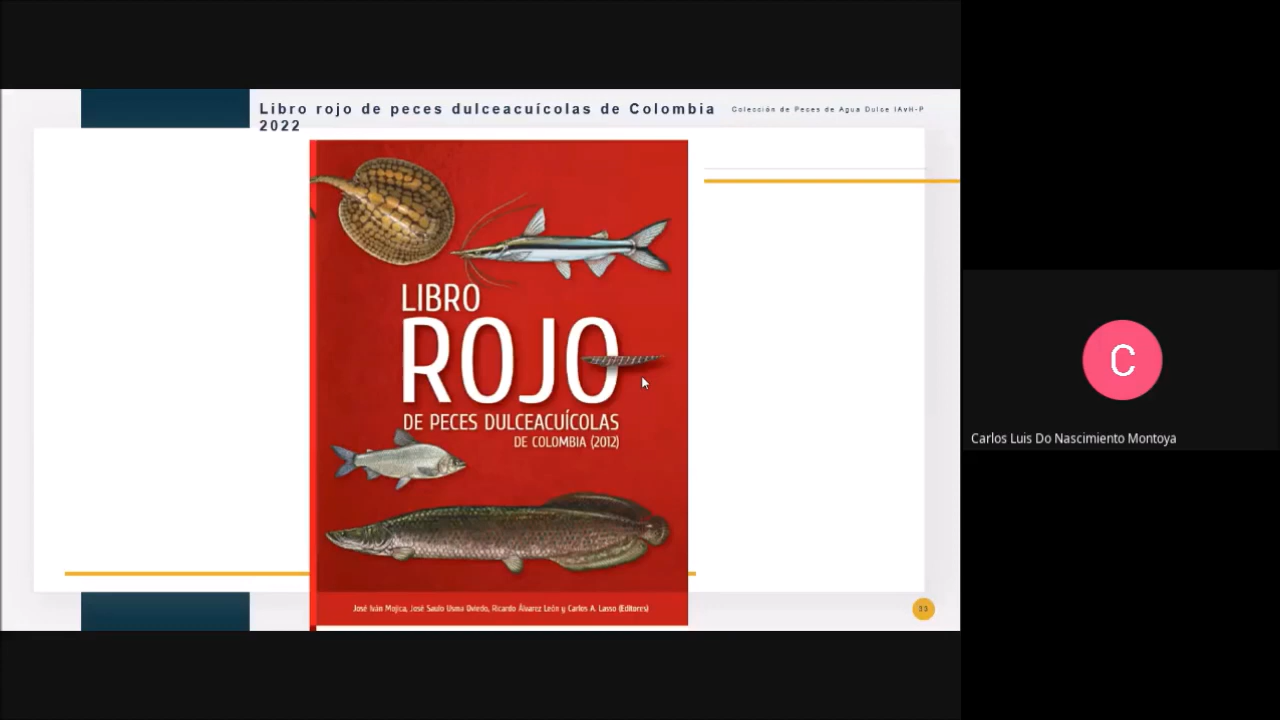 Libro rojo de peces dulceacuícolas de Colombia
2022
Colección de Peces de Agua Dulce IAvH-P
LIBRO
ROJO
DE PECES DULCEACUÍCOLAS
DE COLOMBIA (2012)
José Iván Mojica, José Saulo Usma Oviedo, Ricardo Álvarez León y Carlos A. Lasso (Editores)
33
C
Carlos Luis Do Nascimiento Montoya